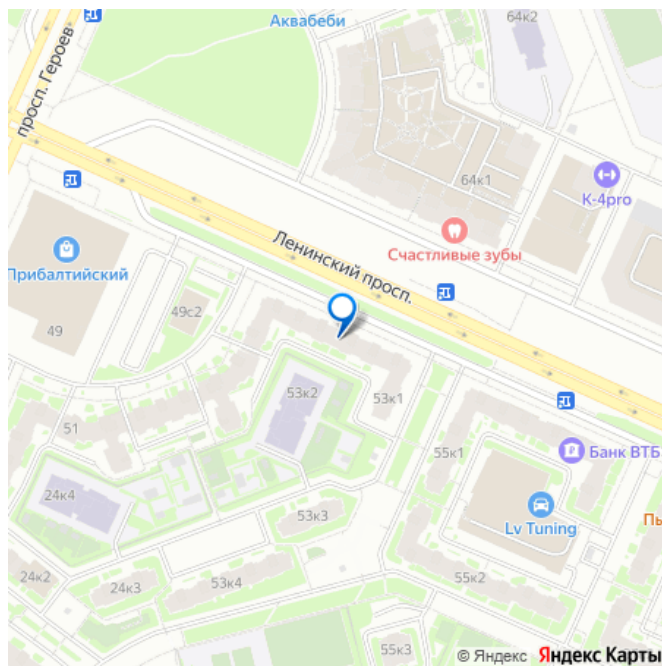 64к2
Аквабеби
просп. Героев
64к1
К-4pro
Счастливые зубы
Ленинский просп.
Прибалтийский
49с2
49
53к2
53к1
51
55к1
Банк ВТБ
24к4
Lv Tuning
53к3
Пы
24к2
24к3
53к4
55к2
55к3
© Яндекс Яндекс Карты